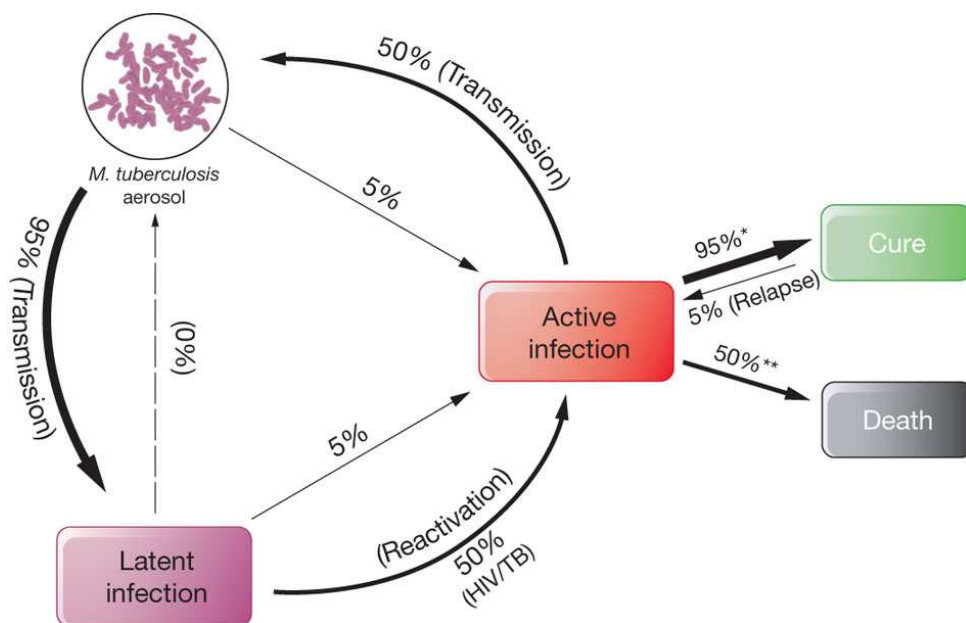 50% (Transmission)
M. tuberculosis
aerosol
5%
95% (Transmission)
(0%)
95%*
Cure
5% (Relapse)
Active
infection
50%**
Death
5%
(Reactivation)
50%
(HIV/TB)
Latent
infection